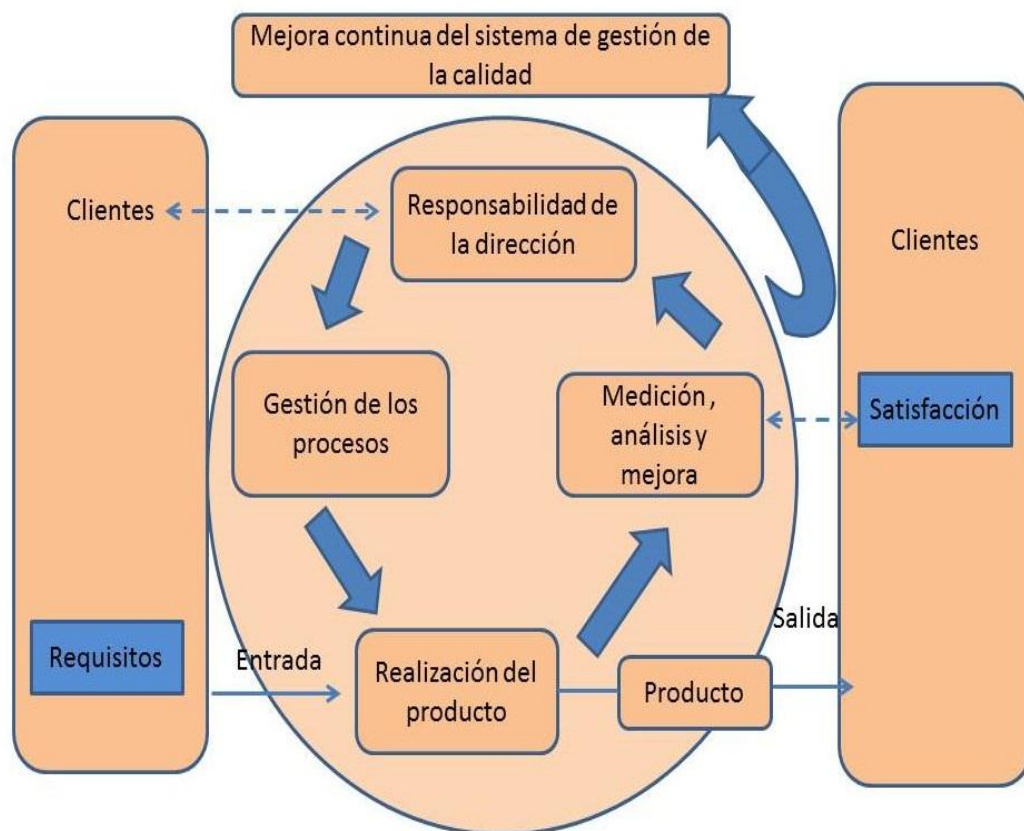 Mejora continua del sistema de gestión de
la calidad
Clientes
Responsabilidad de
la dirección
Clientes
Gestión de los
procesos
Medición ,
análisis y
mejora
Satisfacción
Requisitos
Entrada
Realización del
producto
Producto
Salida